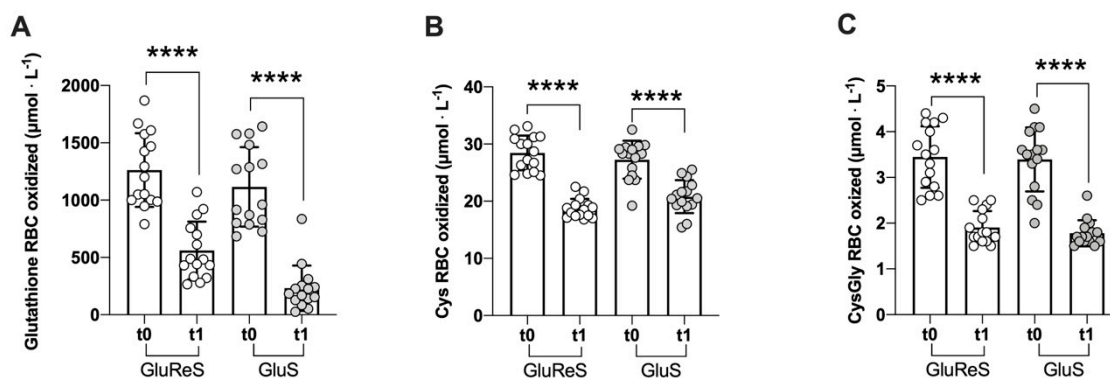 A
Glutathione RBC oxidized (µmol · L⁻¹)
2000
1500
1000
500
0
****
****
t0 t1 t0 t1
GluReS GluS
B
Cys RBC oxidized (µmol · L⁻¹)
40
30
20
10
0
****
****
t0 t1 t0 t1
GluReS GluS
C
CysGly RBC oxized (µmol · L⁻¹)
5
4
3
2
1
0
****
****
t0 t1 t0 t1
GluReS GluS